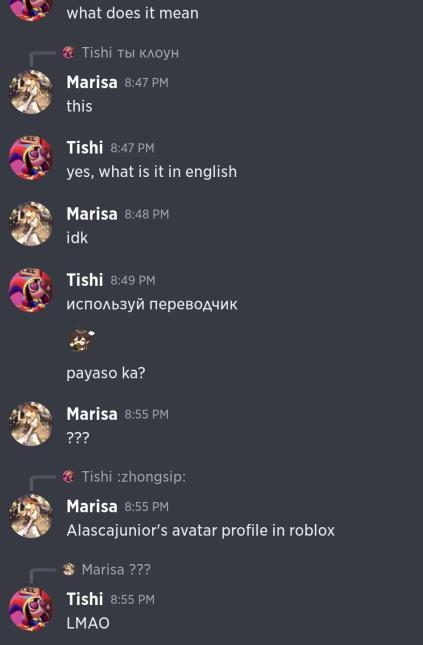 what does it mean
Tishi ты клоун
Marisa 8:47 PM
this
Tishi 8:47 PM
yes, what is it in english
Marisa 8:48 PM
idk
Tishi 8:49 PM
используй переводчик
payaso ka?
Marisa 8:55 PM
???
Tishi :zhongsip:
Marisa 8:55 PM
Alascajunior's avatar profile in roblox
Marisa ???
Tishi 8:55 PM
LMAO